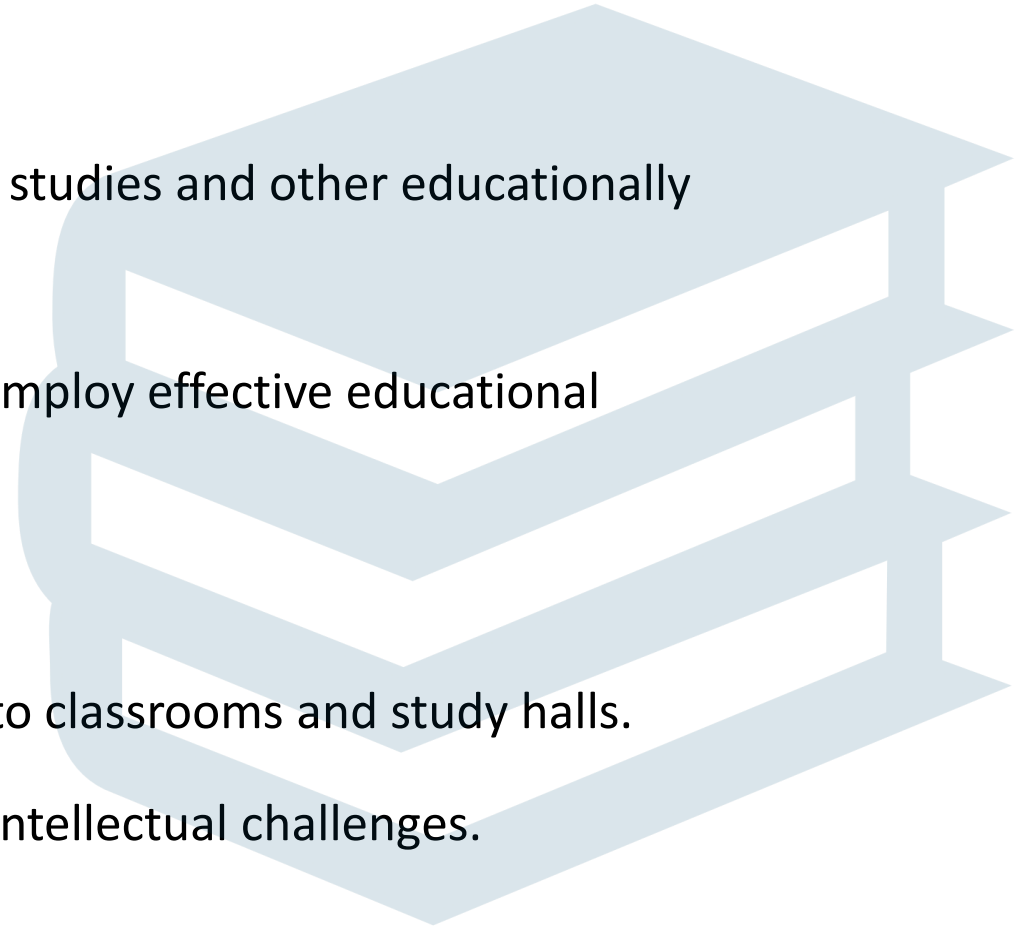 studies and other educationally
mploy effective educational
to classrooms and study halls.
ntellectual challenges.